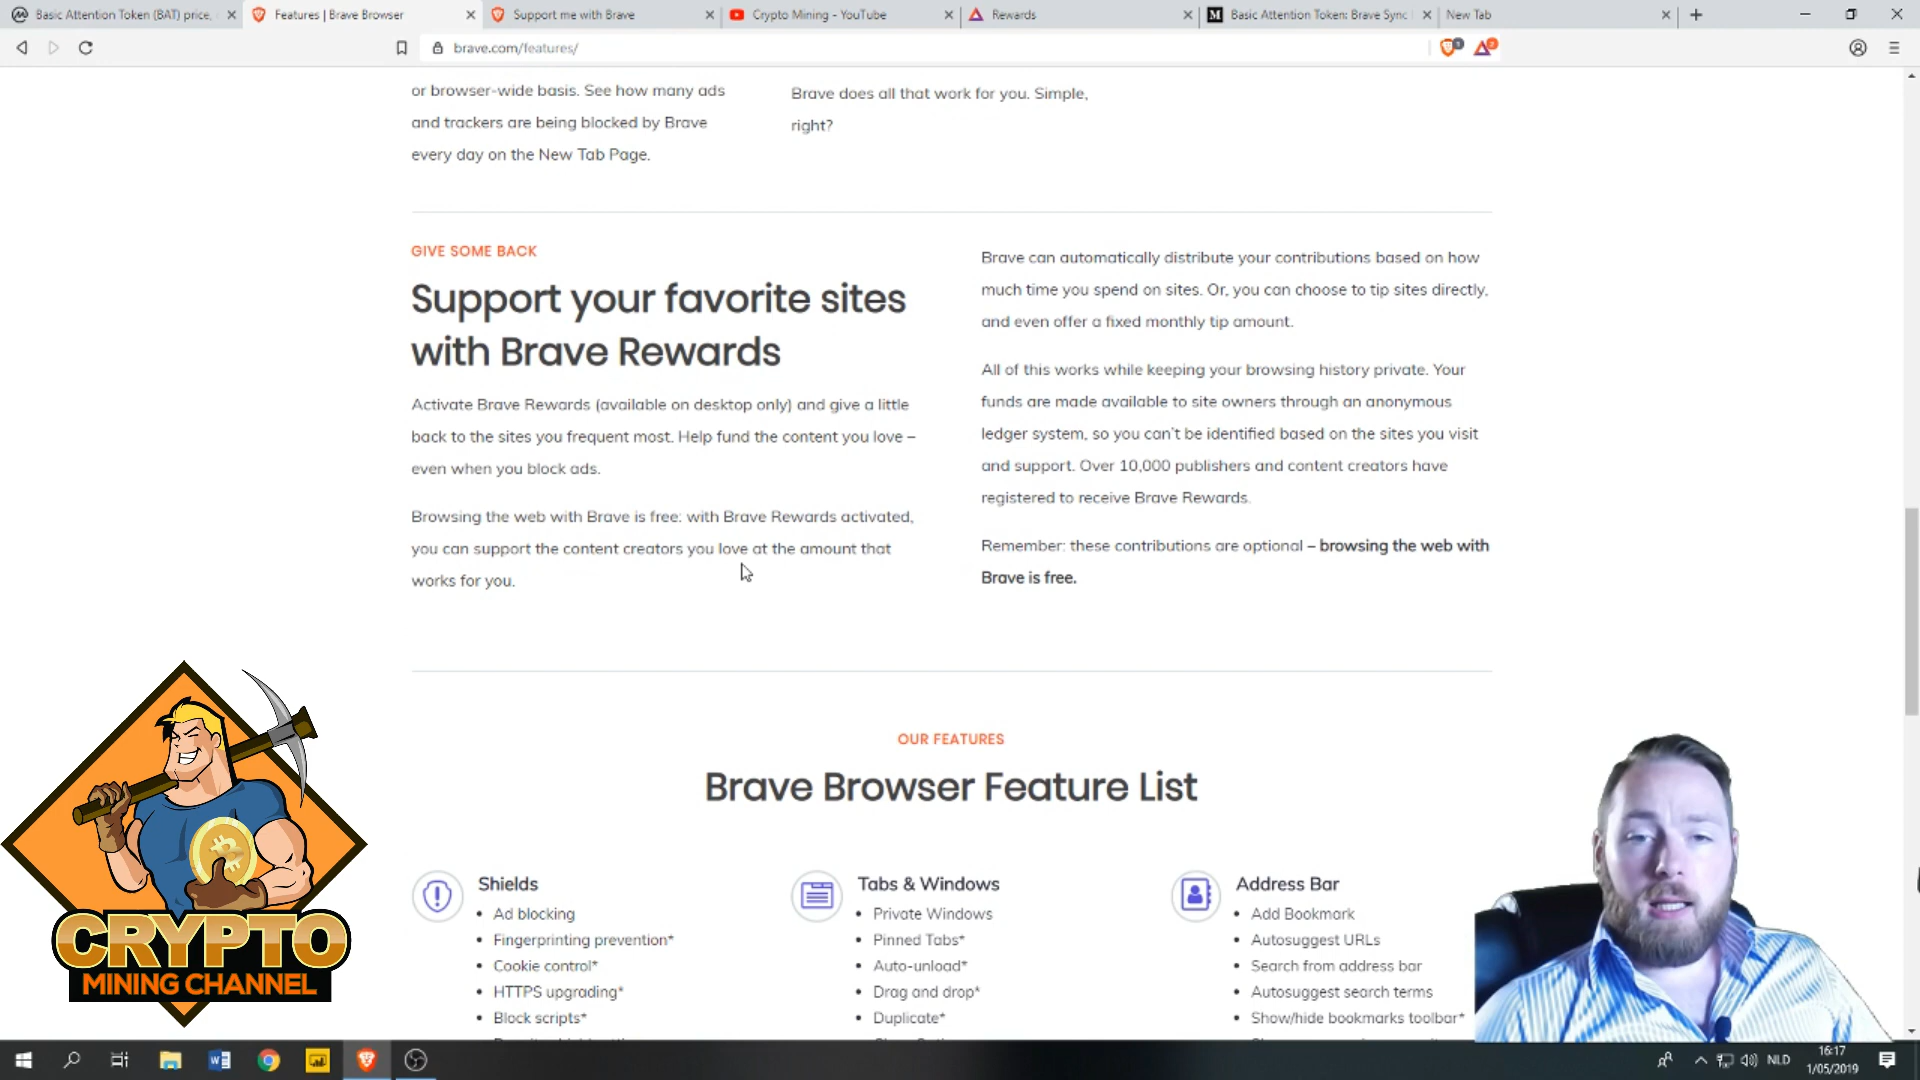 Basic Attention Token (BAT) price,
Features | Brave Browser
Support me with Brave
Crypto Mining - YouTube
Rewards
Basic Attention Token: Brave Sync
New Tab
brave.com/features/
or browser-wide basis. See how many ads
and trackers are being blocked by Brave
every day on the New Tab Page.
Brave does all that work for you. Simple,
right?
GIVE SOME BACK
Support your favorite sites
with Brave Rewards
Activate Brave Rewards (available on desktop only) and give a little
back to the sites you frequent most. Help fund the content you love –
even when you block ads.
Browsing the web with Brave is free: with Brave Rewards activated,
you can support the content creators you love at the amount that
works for you.
Brave can automatically distribute your contributions based on how
much time you spend on sites. Or, you can choose to tip sites directly,
and even offer a fixed monthly tip amount.
All of this works while keeping your browsing history private. Your
funds are made available to site owners through an anonymous
ledger system, so you can't be identified based on the sites you visit
and support. Over 10,000 publishers and content creators have
registered to receive Brave Rewards.
Remember: these contributions are optional – browsing the web with
Brave is free.
OUR FEATURES
Brave Browser Feature List
Shields
• Ad blocking
• Fingerprinting prevention*
• Cookie control*
• HTTPS upgrading*
• Block scripts*
Tabs & Windows
• Private Windows
• Pinned Tabs*
• Auto-unload*
• Drag and drop*
• Duplicate*
Address Bar
• Add Bookmark
• Autosuggest URLs
• Search from address bar
• Autosuggest search terms
• Show/hide bookmarks toolbar*
CRYPTO
MINING CHANNEL
NLD
16:17
1/05/2019